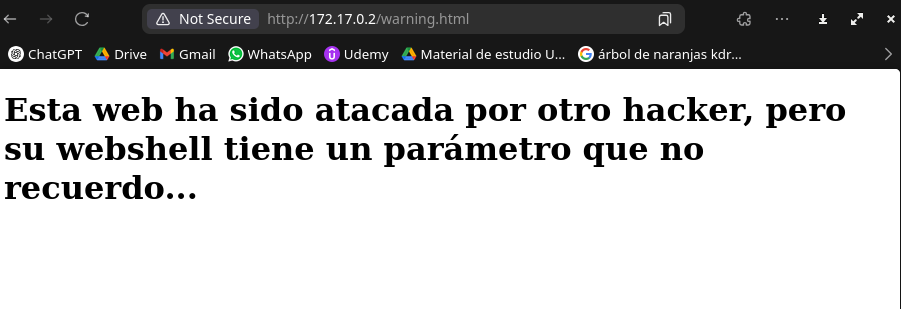 Not Secure http://172.17.0.2/warning.html
ChatGPT Drive Gmail WhatsApp Udemy Material de estudio U... árbol de naranjas kdr...
Esta web ha sido atacada por otro hacker, pero
su webshell tiene un parámetro que no
recuerdo...